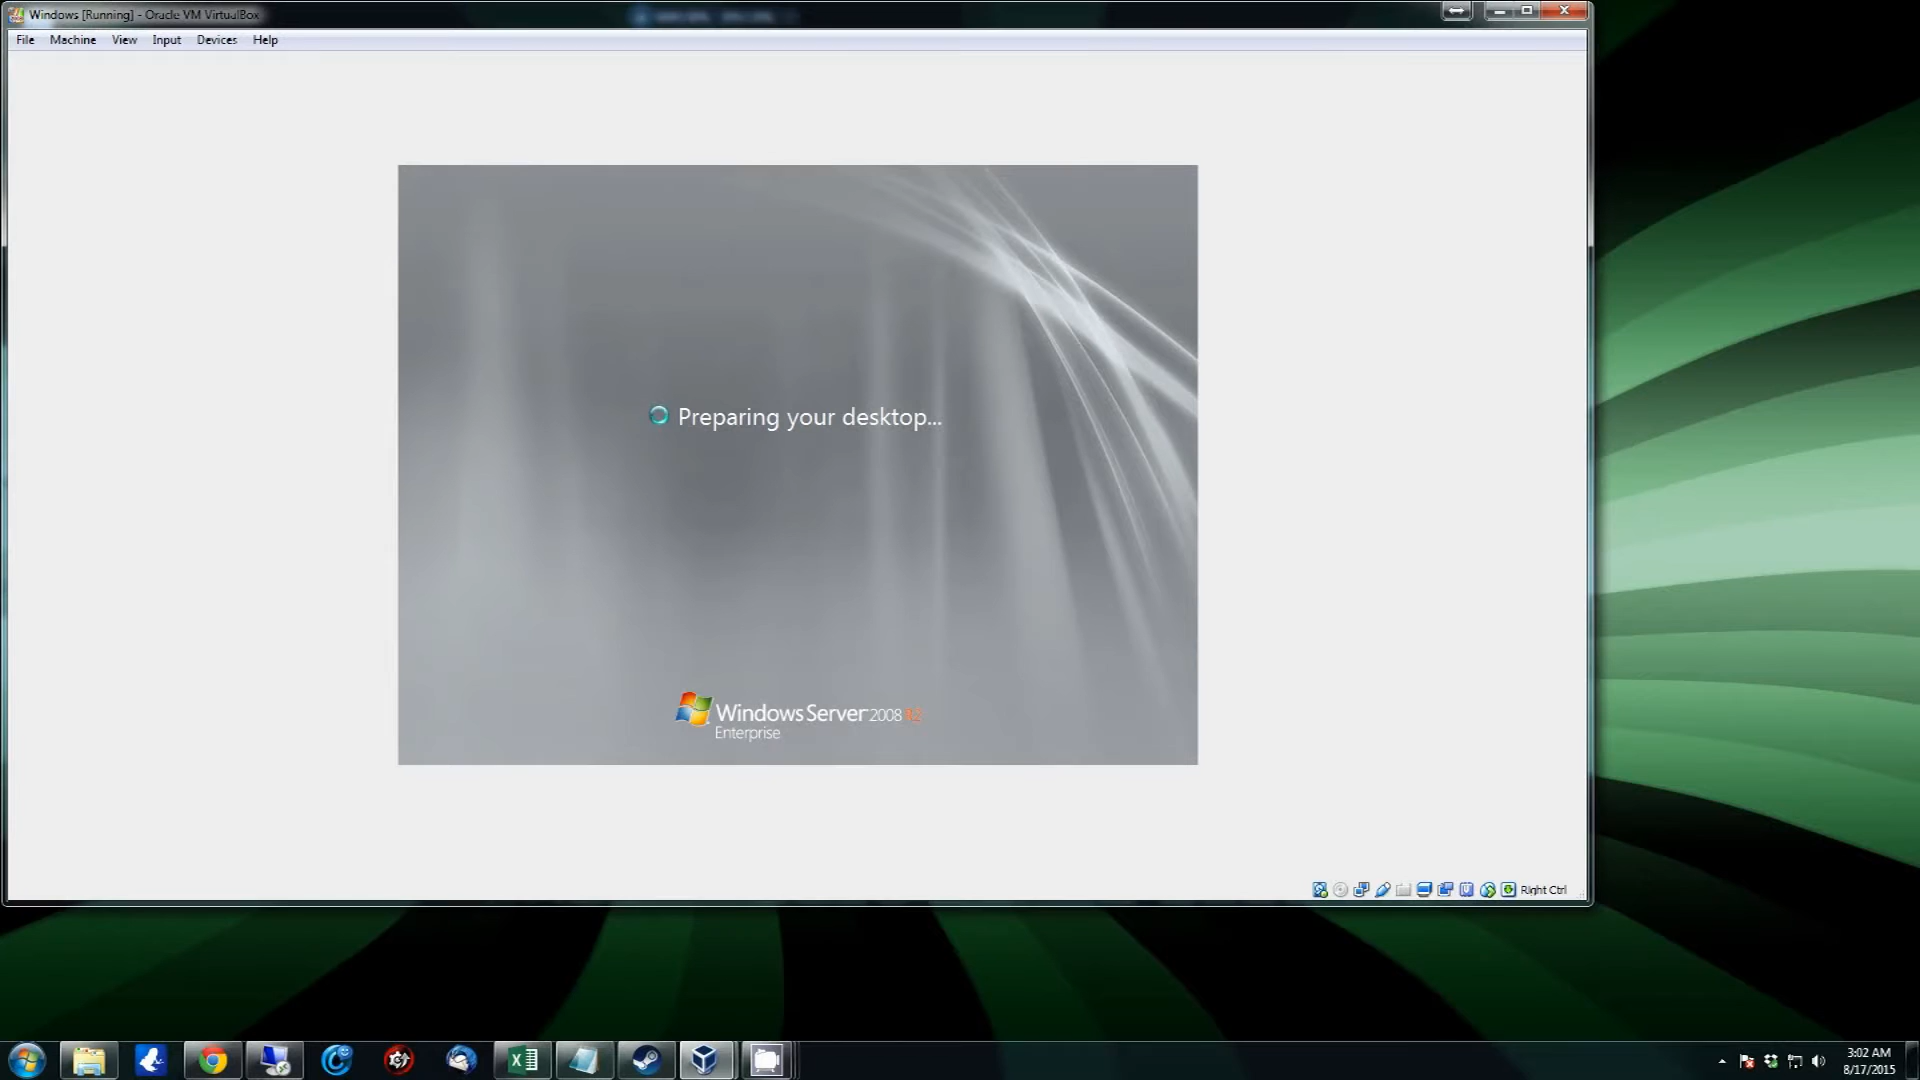 Windows [Running] - Oracle VM VirtualBox
File Machine View Input Devices Help
Preparing your desktop...
Windows Server 2008 R2
Enterprise
Right Ctrl
3:02 AM
8/17/2015